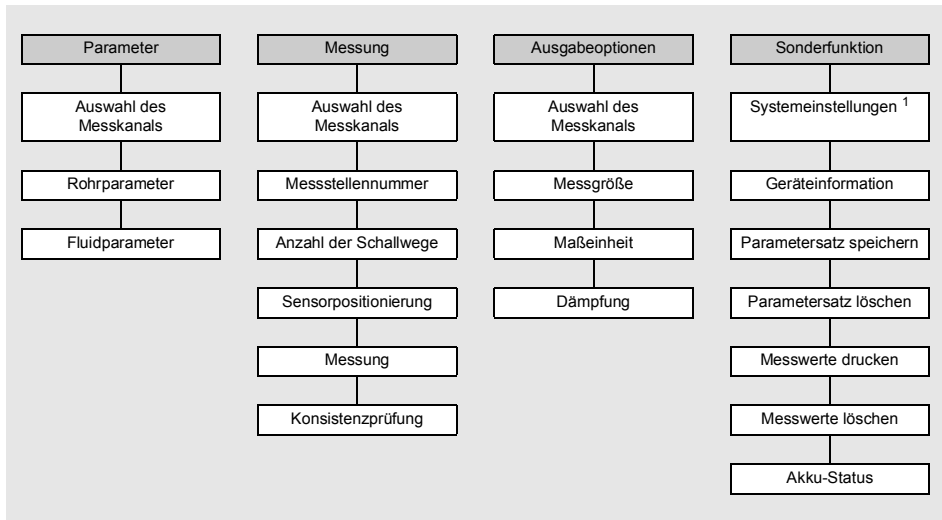 Parameter
Auswahl des
Messkanals
Rohrparameter
Fluidparameter
Messung
Auswahl des
Messkanals
Messstellennummer
Anzahl der Schallwege
Sensorpositionierung
Messung
Konsistenzprüfung
Ausgabeoptionen
Auswahl des
Messkanals
Messgröße
Maßeinheit
Dämpfung
Sonderfunktion
Systemeinstellungen 1
Geräteinformation
Parametersatz speichern
Parametersatz löschen
Messwerte drucken
Messwerte löschen
Akku-Status